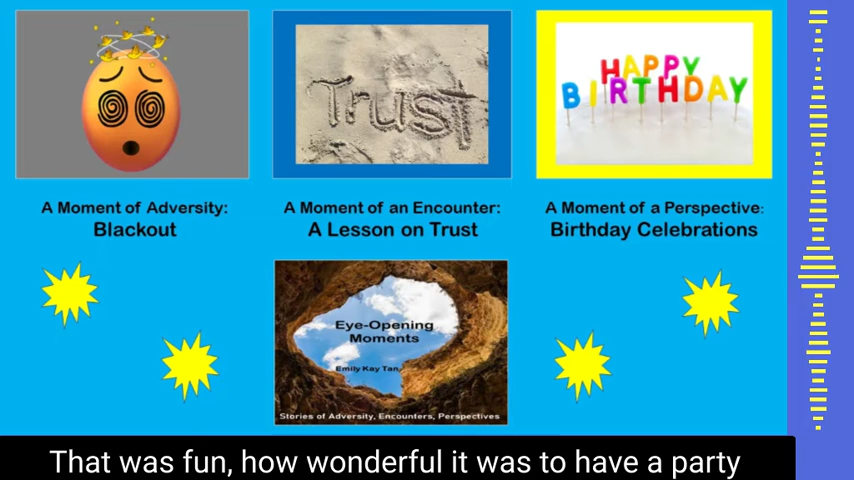 Trust
HAPPY
BIRTHDAY
A Moment of Adversity:
Blackout
A Moment of an Encounter:
A Lesson on Trust
A Moment of a Perspective:
Birthday Celebrations
Eye-Opening
Moments
Emily Kay Tan
Stories of Adversity, Encounters, Perspectives
That was fun, how wonderful it was to have a party